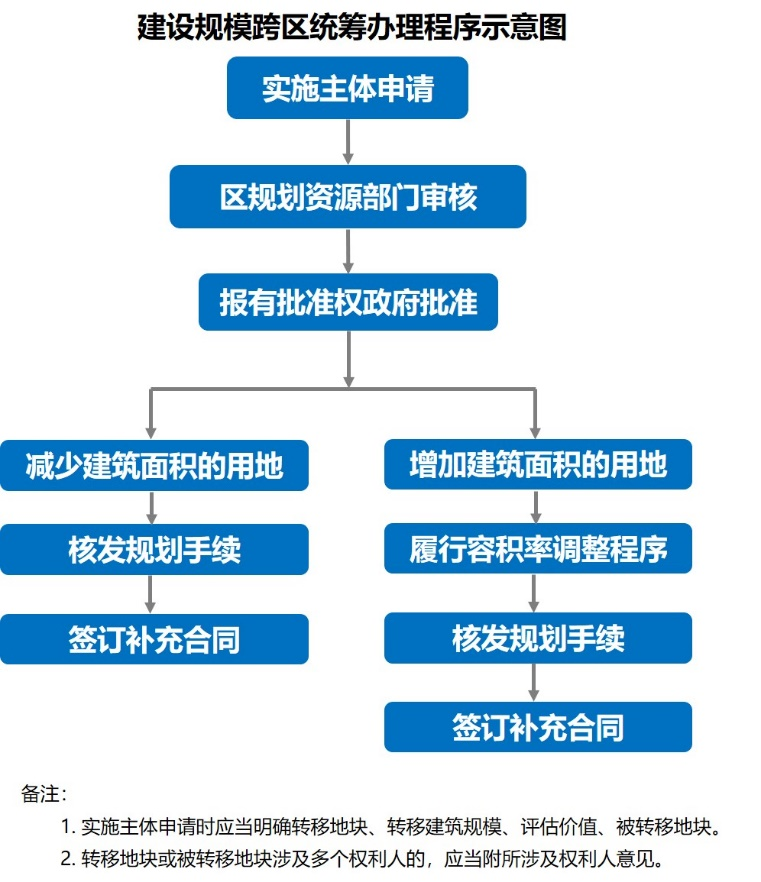 建设规模跨区统筹办理程序示意图
实施主体申请
区规划资源部门审核
报有批准权政府批准
减少建筑面积的用地
核发规划手续
签订补充合同
增加建筑面积的用地
履行容积率调整程序
核发规划手续
签订补充合同
备注：
1. 实施主体申请时应当明确转移地块、转移建筑规模、评估价值、被转移地块。
2. 转移地块或被转移地块涉及多个权利人的，应当附所涉及权利人意见。